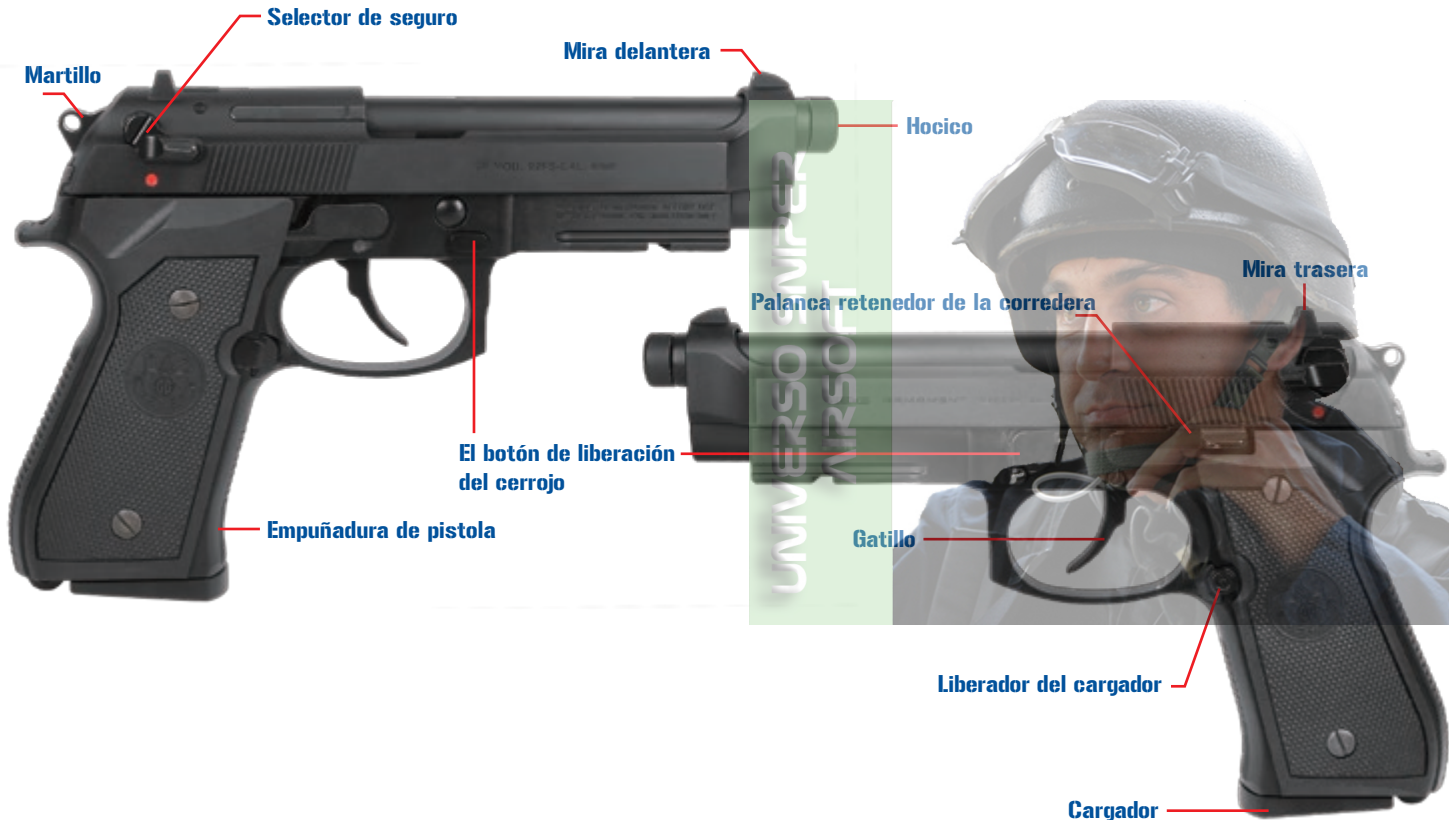 Selector de seguro
Mira delantera
Martillo
Hocico
Mira trasera
Palanca retenedor de la corredera
UNIVERSO SNIPER
AIRSOFT
El botón de liberación
del cerrojo
Empuñadura de pistola
Gatillo
Liberador del cargador
Cargador